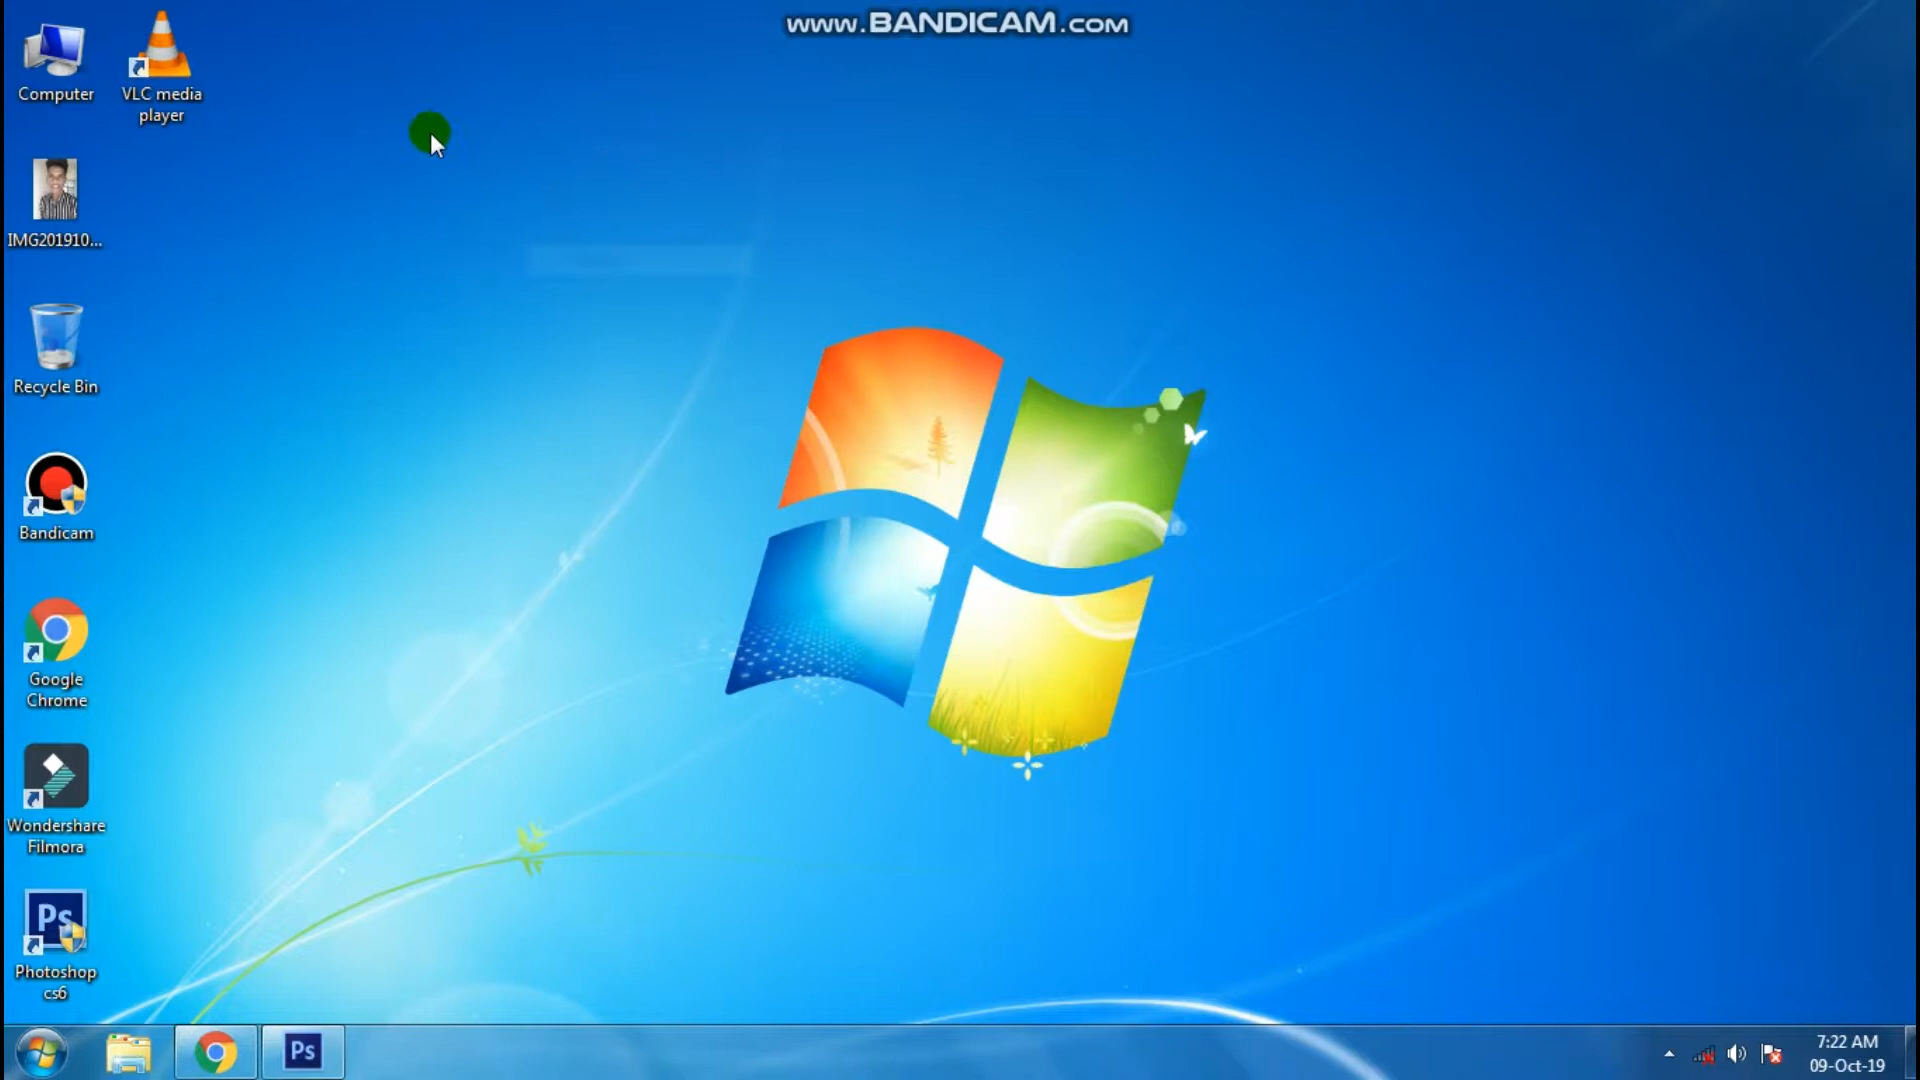 www.BANDICAM.com
Computer
VLC media
player
IMG201910...
Recycle Bin
Bandicam
Google
Chrome
Wondershare
Filmora
Ps
Photoshop
cs6
Ps
7:22 AM
09-Oct-19